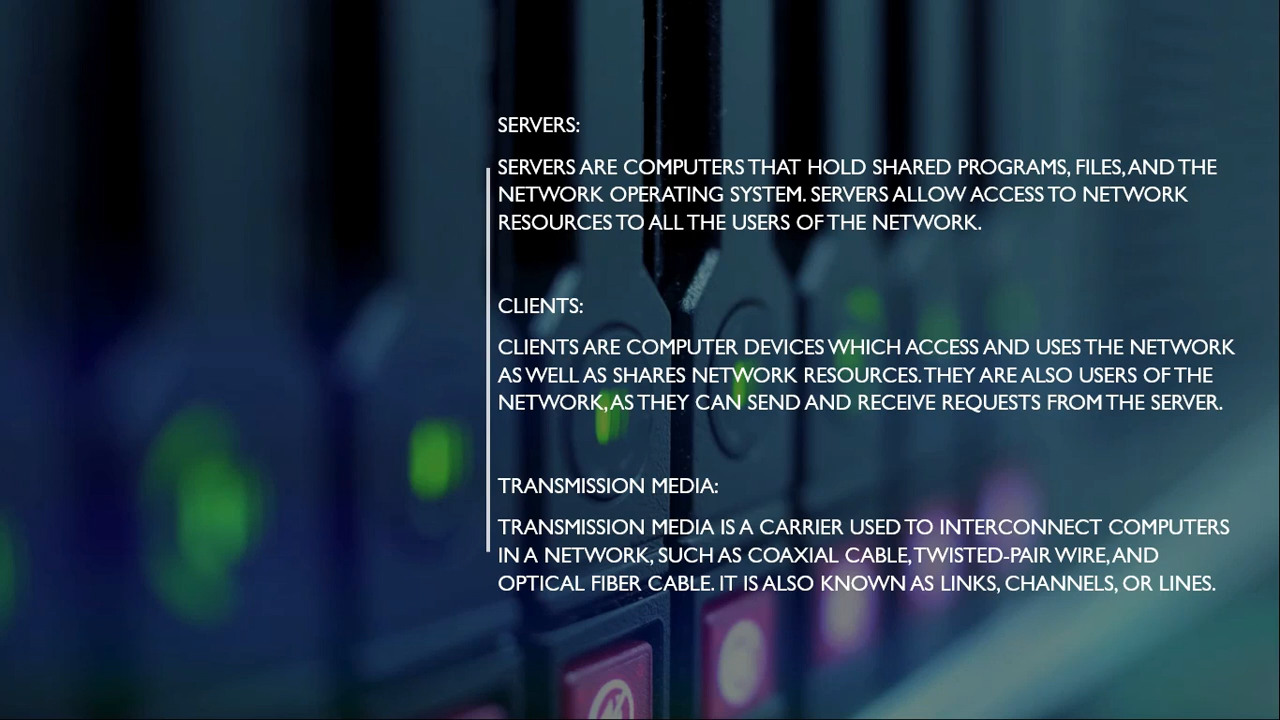 SERVERS:
SERVERS ARE COMPUTERS THAT HOLD SHARED PROGRAMS, FILES, AND THE
NETWORK OPERATING SYSTEM. SERVERS ALLOW ACCESS TO NETWORK
RESOURCES TO ALL THE USERS OF THE NETWORK.
CLIENTS:
CLIENTS ARE COMPUTER DEVICES WHICH ACCESS AND USES THE NETWORK
AS WELL AS SHARES NETWORK RESOURCES. THEY ARE ALSO USERS OF THE
NETWORK, AS THEY CAN SEND AND RECEIVE REQUESTS FROM THE SERVER.
TRANSMISSION MEDIA:
TRANSMISSION MEDIA IS A CARRIER USED TO INTERCONNECT COMPUTERS
IN A NETWORK, SUCH AS COAXIAL CABLE, TWISTED-PAIR WIRE, AND
OPTICAL FIBER CABLE. IT IS ALSO KNOWN AS LINKS, CHANNELS, OR LINES.